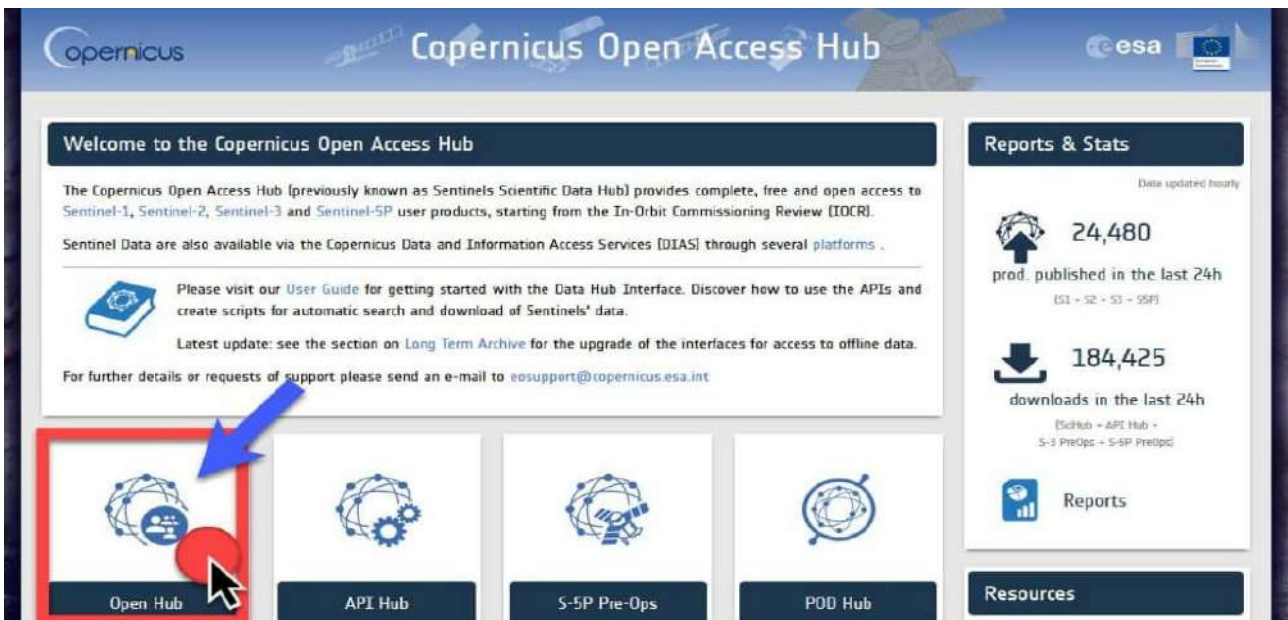 opernicus
Copernicus Open Access Hub
esa
Welcome to the Copernicus Open Access Hub
The Copernicus Open Access Hub (previously known as Sentinels Scientific Data Hub) provides complete, free and open access to
Sentinel-1, Sentinel-2, Sentinel-3 and Sentinel-5P user products, starting from the In-Orbit Commissioning Review (IOCR).
Sentinel Data are also available via the Copernicus Data and Information Access Services (DIAS) through several platforms .
Please visit our User Guide for getting started with the Data Hub Interface. Discover how to use the APIs and
create scripts for automatic search and download of Sentinels' data.
Latest update: see the section on Long Term Archive for the upgrade of the interfaces for access to offline data.
For further details or requests of support please send an e-mail to eosupport@copernicus.esa.int
Open Hub
API Hub
S-5P Pre-Ops
POD Hub
Reports & Stats
Data updated hourly
24,480
prod. published in the last 24h
(S1 + S2 + S3 + S5P)
184,425
downloads in the last 24h
(SciHub + API Hub +
S-3 PreOps + S-5P PreOps)
Reports
Resources